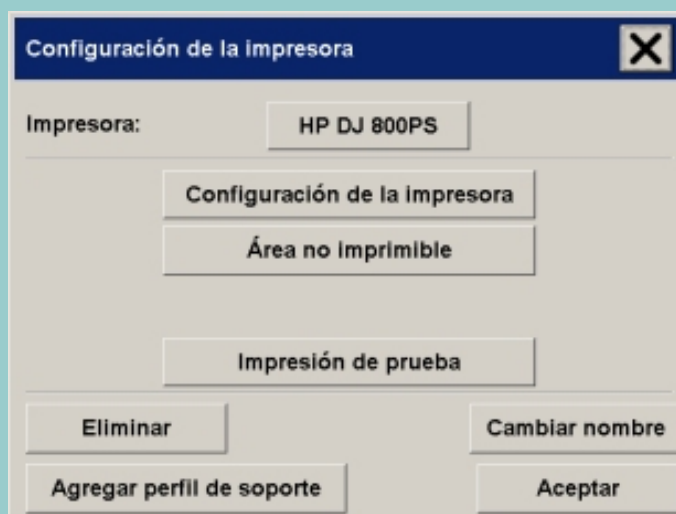 Configuración de la impresora
Impresora: HP DJ 800PS
Configuración de la impresora
Área no imprimible
Impresión de prueba
Eliminar Cambiar nombre
Agregar perfil de soporte Aceptar